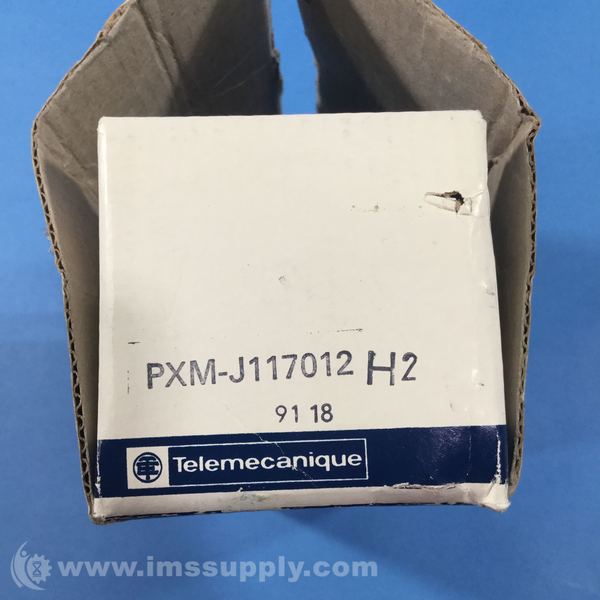 PXM-J117012 H2
91 18
Telemecanique
www.imssupply.com